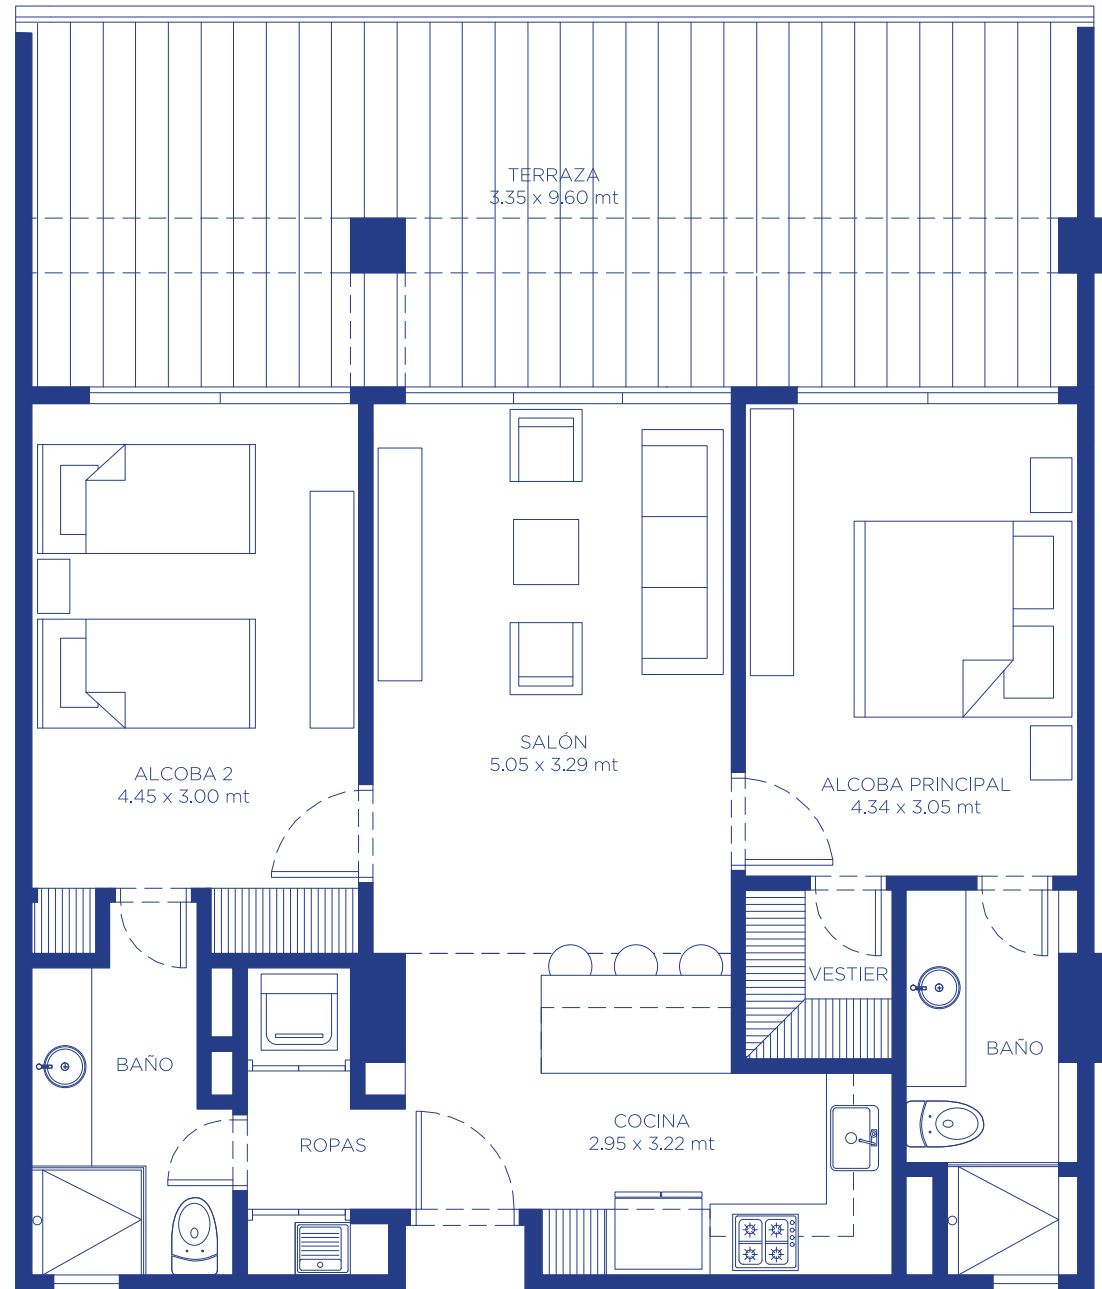 TERRAZA
3.35 x 9.60 mt
SALÓN
5.05 x 3.29 mt
ALCOBA 2
4.45 x 3.00 mt
ALCOBA PRINCIPAL
4.34 x 3.05 mt
VESTIER
BAÑO
BAÑO
COCINA
2.95 x 3.22 mt
ROPAS